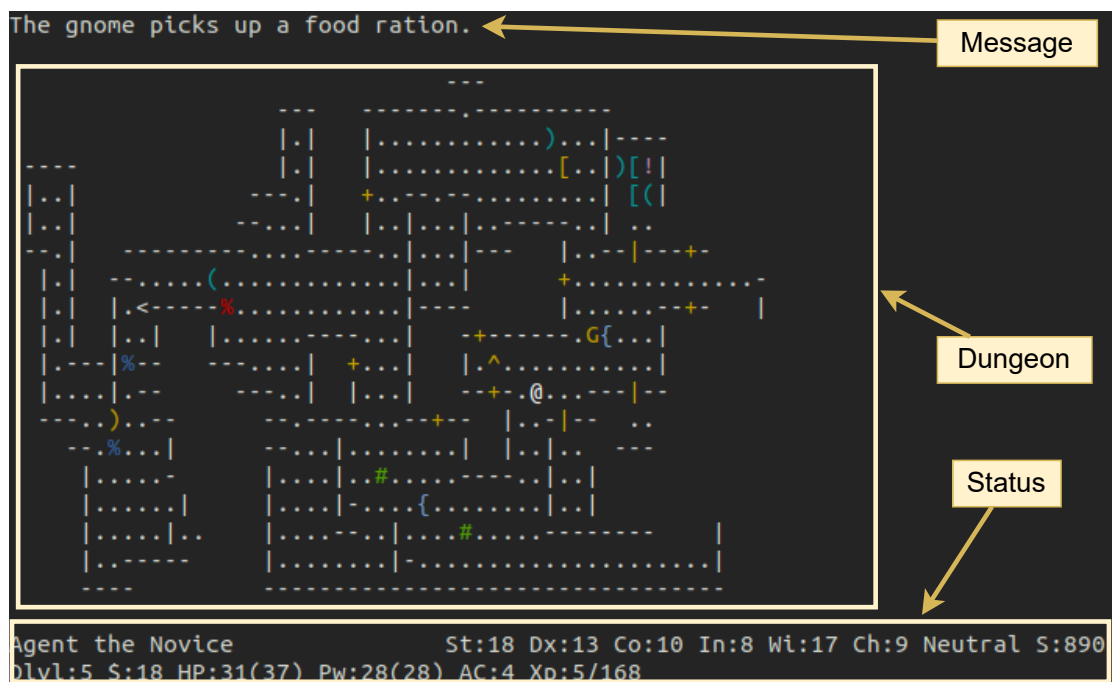 The gnome picks up a food ration.
Message
                               ---
                   ---   -------.----------
                   |.|   |............)...|----
 ----              |.|   |.............[..|)[!|
 |..|            ---.|   +..--.--.........| [(|
 |..|           --...|   |..|...|..-----..| ..
 --.|   ---------....-----..|...|---   |..--|---+-
  |.|  --.....(.............|...|      +.............-
  |.|  |.<-----%............|----      |......--+-   |
  |.|  |..|   |......----...|   -+------.G{...|
  |.---|%--   ---....|  +...|   |.^...........|
  |....|.--     ---..|  |...|   --+-.@...---|--
  ---..)..--      --.----...--+--  |..-|--  ..
    --.%...|      --...|........|  |..|..  ---
     |.....-      |....|..#.....----..|..|
     |......|     |....|-....{........|..|
     |.....|..    |....--..|....#.....--------    |
     |..-----     |........|-.....................|
     ----         ---------------------------------
Dungeon
Status
Agent the Novice               St:18 Dx:13 Co:10 In:8 Wi:17 Ch:9 Neutral S:890
Dlvl:5 $:18 HP:31(37) Pw:28(28) AC:4 Xp:5/168